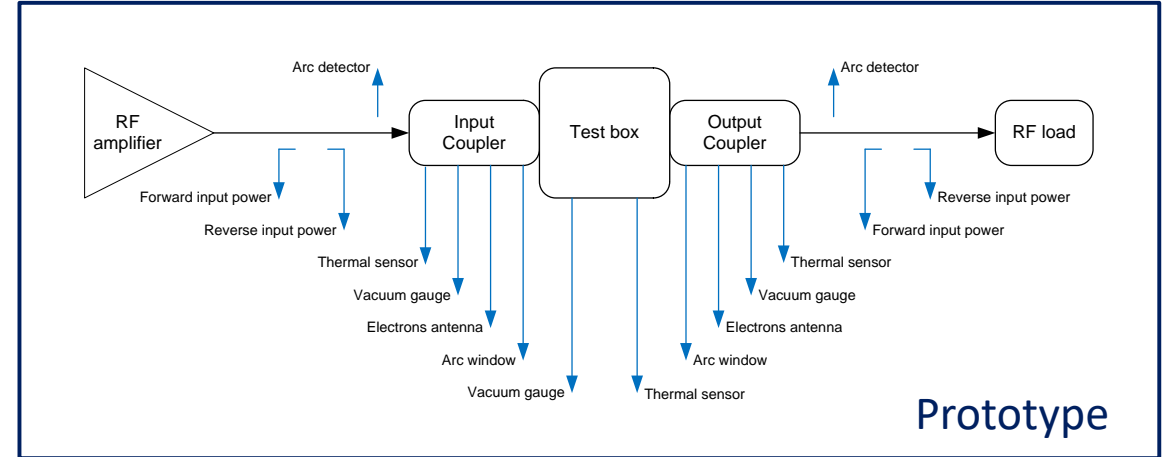 Arc detector
Arc detector
RF
amplifier
Input
Coupler
Test box
Output
Coupler
RF load
Forward input power
Reverse input power
Reverse input power
Forward input power
Thermal sensor
Thermal sensor
Vacuum gauge
Vacuum gauge
Electrons antenna
Electrons antenna
Arc window
Arc window
Vacuum gauge
Thermal sensor
Prototype